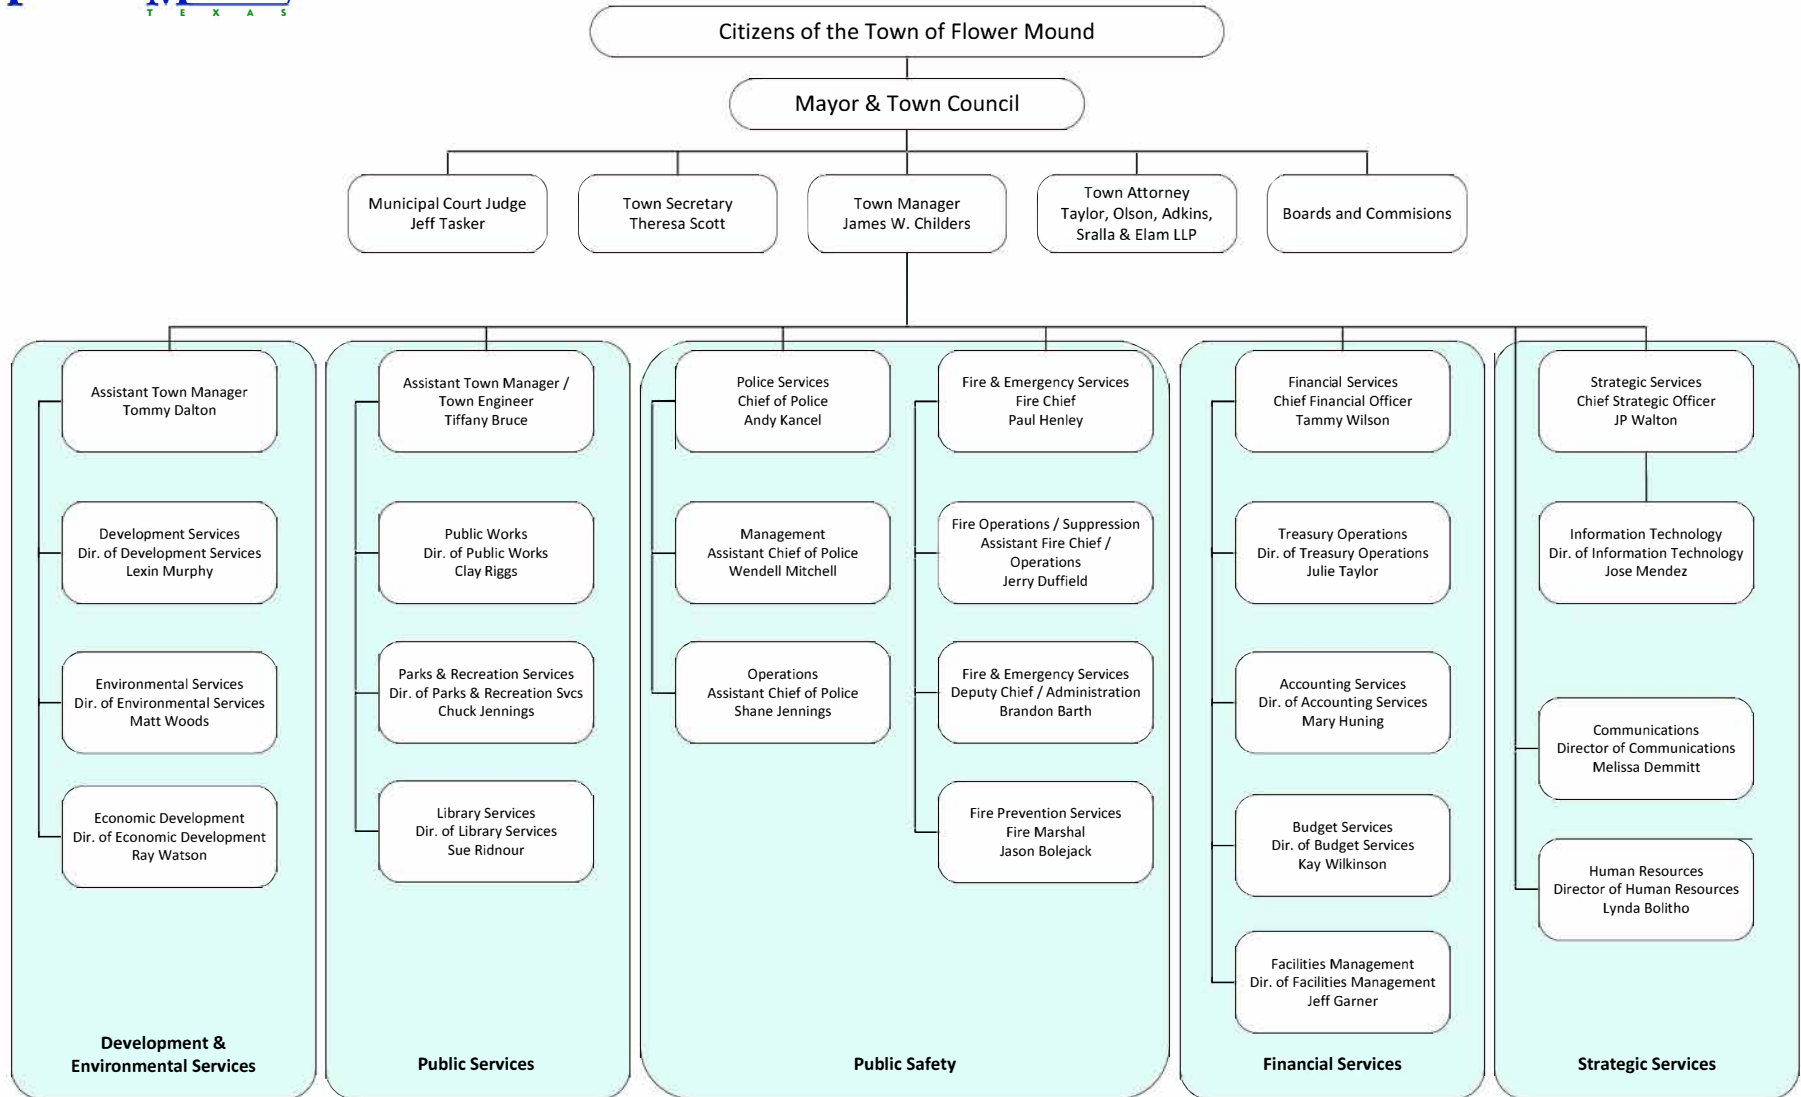 TEXAS
Citizens of the Town of Flower Mound
Mayor & Town Council
Municipal Court Judge
Jeff Tasker
Town Secretary
Theresa Scott
Town Manager
James W. Childers
Town Attorney
Taylor, Olson, Adkins,
Sralla & Elam LLP
Boards and Commisions
Assistant Town Manager
Tommy Dalton
Development Services
Dir. of Development Services
Lexin Murphy
Environmental Services
Dir. of Environmental Services
Matt Woods
Economic Development
Dir. of Economic Development
Ray Watson
Development &
Environmental Services
Assistant Town Manager /
Town Engineer
Tiffany Bruce
Public Works
Dir. of Public Works
Clay Riggs
Parks & Recreation Services
Dir. of Parks & Recreation Svcs
Chuck Jennings
Library Services
Dir. of Library Services
Sue Ridnour
Public Services
Police Services
Chief of Police
Andy Kancel
Management
Assistant Chief of Police
Wendell Mitchell
Operations
Assistant Chief of Police
Shane Jennings
Fire & Emergency Services
Fire Chief
Paul Henley
Fire Operations / Suppression
Assistant Fire Chief /
Operations
Jerry Duffield
Fire & Emergency Services
Deputy Chief / Administration
Brandon Barth
Fire Prevention Services
Fire Marshal
Jason Bolejack
Public Safety
Financial Services
Chief Financial Officer
Tammy Wilson
Treasury Operations
Dir. of Treasury Operations
Julie Taylor
Accounting Services
Dir. of Accounting Services
Mary Huning
Budget Services
Dir. of Budget Services
Kay Wilkinson
Facilities Management
Dir. of Facilities Management
Jeff Garner
Financial Services
Strategic Services
Chief Strategic Officer
JP Walton
Information Technology
Dir. of Information Technology
Jose Mendez
Communications
Director of Communications
Melissa Demmitt
Human Resources
Director of Human Resources
Lynda Bolitho
Strategic Services